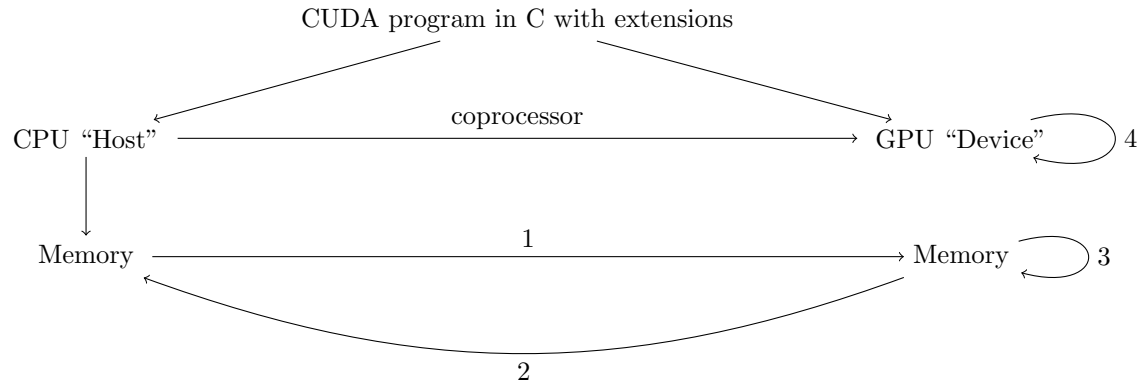 CUDA program in C with extensions
coprocessor
CPU “Host”
GPU “Device”
4
1
Memory
Memory
3
2